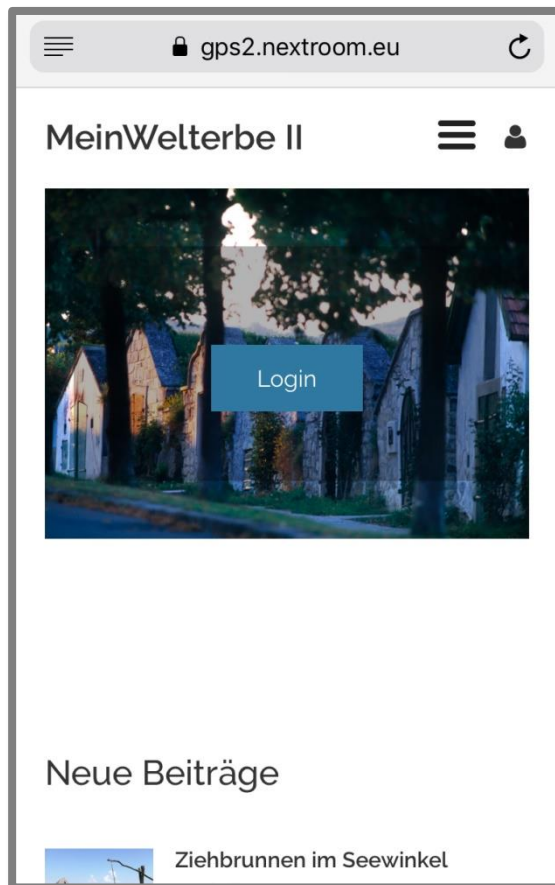 gps2.nextroom.eu
MeinWelterbe II
Login
Neue Beiträge
Ziehbrunnen im Seewinkel